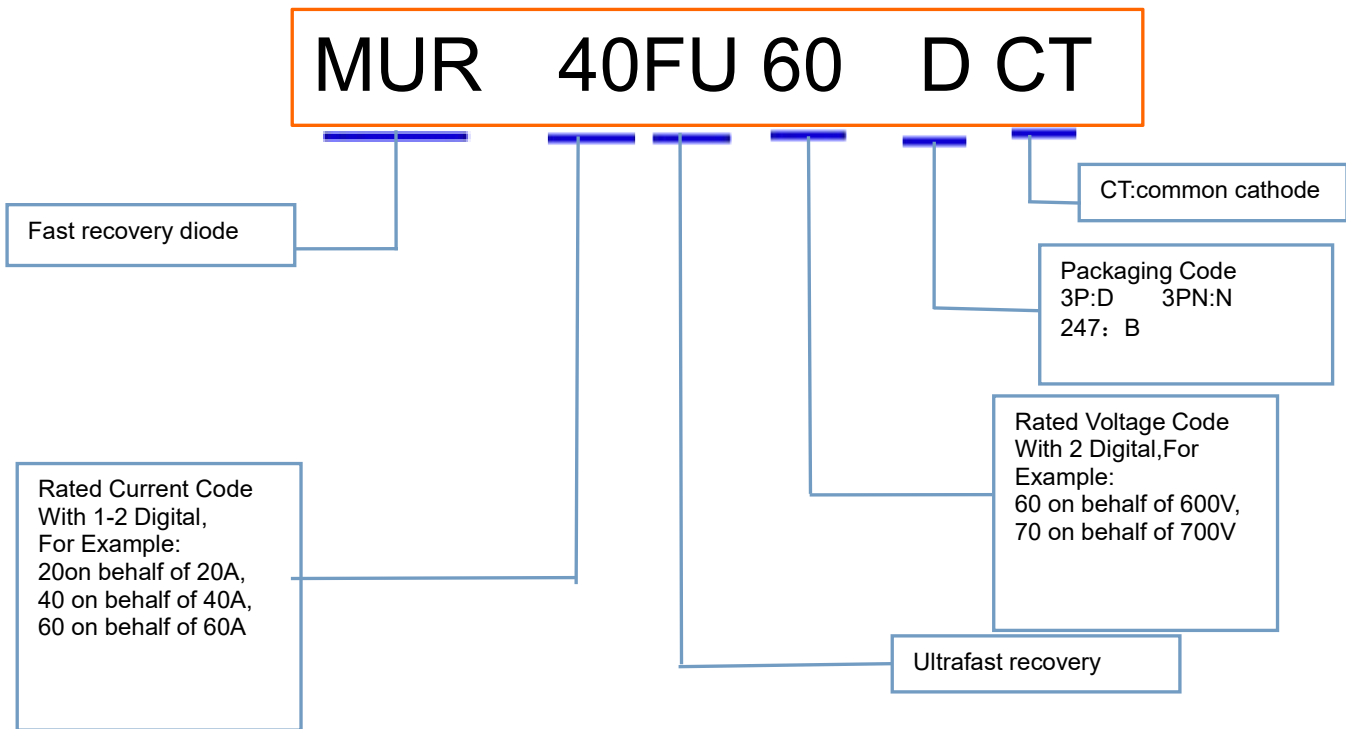 MUR 40FU 60 D CT
CT:common cathode
Fast recovery diode
Packaging Code
3P:D 3PN:N
247：B
Rated Voltage Code
With 2 Digital,For
Example:
60 on behalf of 600V,
70 on behalf of 700V
Rated Current Code
With 1-2 Digital,
For Example:
20on behalf of 20A,
40 on behalf of 40A,
60 on behalf of 60A
Ultrafast recovery